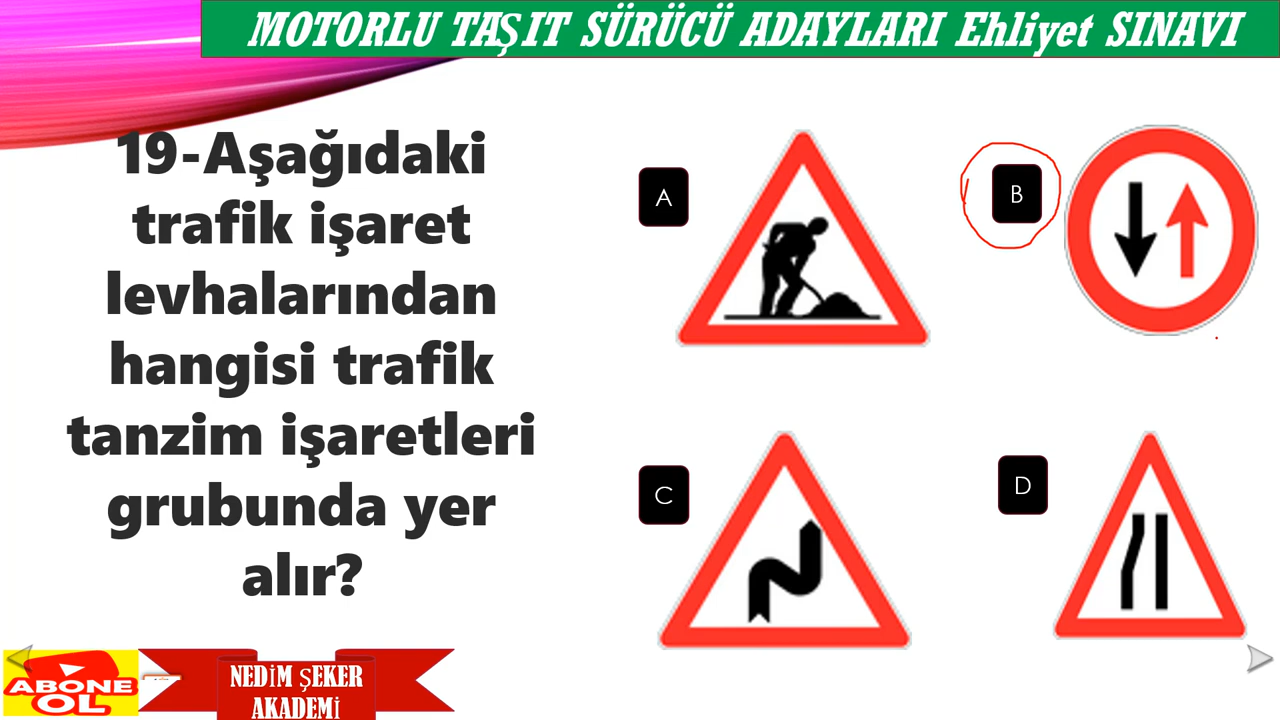 MOTORLU TAŞIT SÜRÜCÜ ADAYLARI Ehliyet SINAVI
19-Aşağıdaki
trafik işaret
levhalarından
hangisi trafik
tanzim işaretleri
grubunda yer
alır?
A
B
C
D
ABONE
OL
NEDİM ŞEKER
AKADEMİ